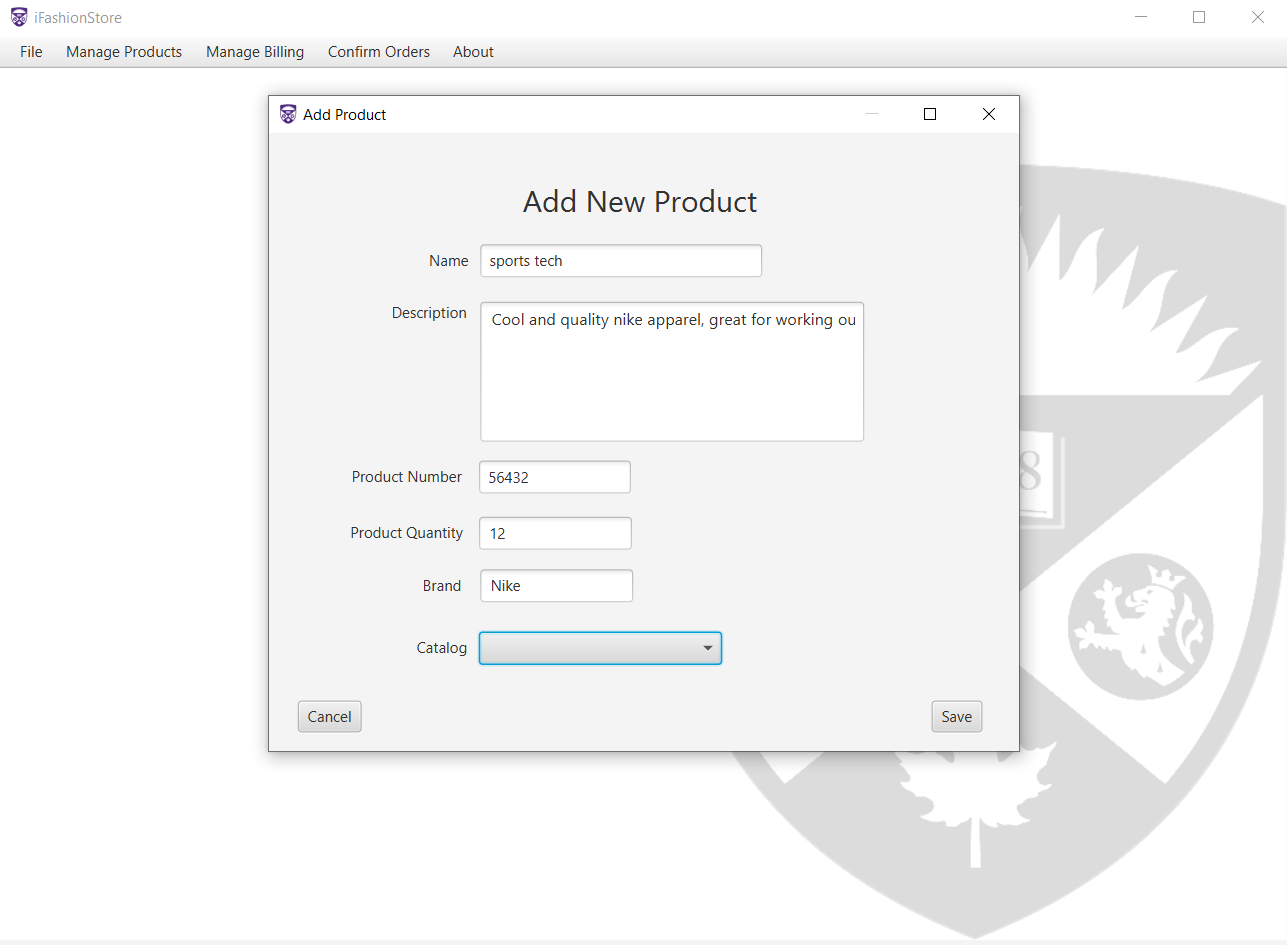 iFashionStore
File Manage Products Manage Billing Confirm Orders About
Add Product
Add New Product
Name sports tech
Description Cool and quality nike apparel, great for working ou
Product Number 56432
Product Quantity 12
Brand Nike
Catalog
Cancel Save
8